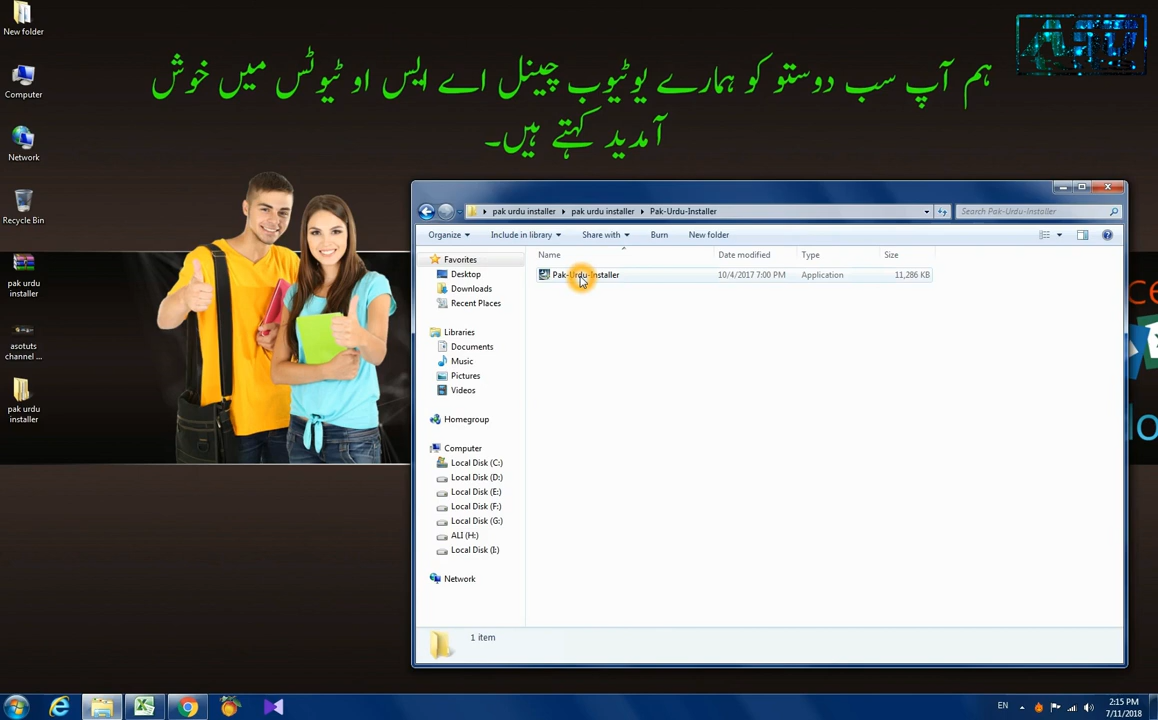 New folder
Computer
Network
Recycle Bin
pak urdu
installer
asotuts
channel ...
pak urdu
installer
ہم آپ سب دوستو کو ہمارے یوٹیوب چینل اے ایس او ٹیوٹس میں خوش
آمدید کہتے ہیں۔
pak urdu installer
pak urdu installer
Pak-Urdu-Installer
Search Pak-Urdu-Installer
Organize
Include in library
Share with
Burn
New folder
Name
Date modified
Type
Size
Pak-Urdu-Installer
10/4/2017 7:00 PM
Application
11,286 KB
Favorites
Desktop
Downloads
Recent Places
Libraries
Documents
Music
Pictures
Videos
Homegroup
Computer
Local Disk (C:)
Local Disk (D:)
Local Disk (E:)
Local Disk (F:)
Local Disk (G:)
ALI (H:)
Local Disk (I:)
Network
1 item
EN
2:15 PM
7/11/2018